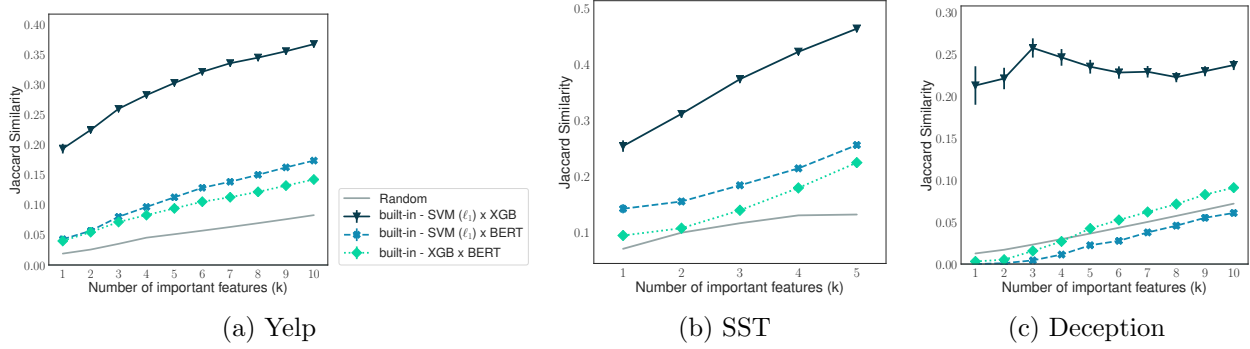 0.40
0.35
0.30
0.25
0.20
0.15
0.10
0.05
0.00
Jaccard Similarity
1 2 3 4 5 6 7 8 9 10
Number of important features (k)
(a) Yelp
Random
built-in - SVM (ℓ₁) x XGB
built-in - SVM (ℓ₁) x BERT
built-in - XGB x BERT
0.5
0.4
0.3
0.2
0.1
Jaccard Similarity
1 2 3 4 5
Number of important features (k)
(b) SST
0.30
0.25
0.20
0.15
0.10
0.05
0.00
Jaccard Similarity
1 2 3 4 5 6 7 8 9 10
Number of important features (k)
(c) Deception